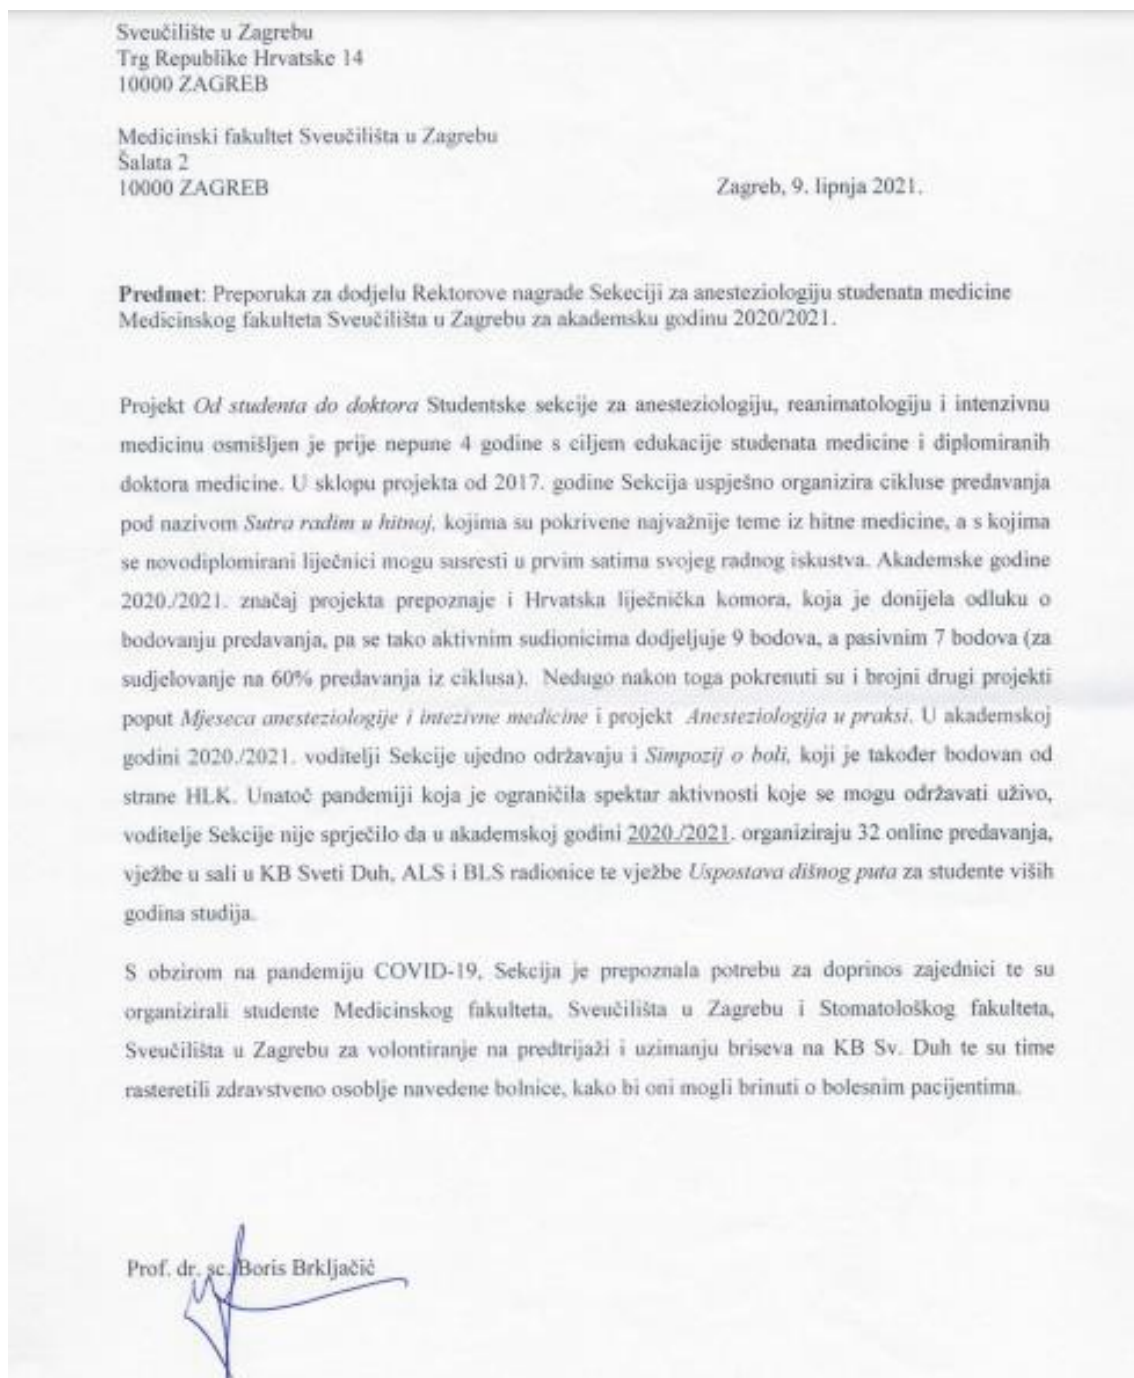 Sveučilište u Zagrebu
Trg Republike Hrvatske 14
10000 ZAGREB
Medicinski fakultet Sveučilišta u Zagrebu
Šalata 2
10000 ZAGREB
Zagreb, 9. lipnja 2021.
Predmet: Preporuka za dodjelu Rektorove nagrade Sekeciji za anesteziologiju studenata medicine
Medicinskog fakulteta Sveučilišta u Zagrebu za akademsku godinu 2020/2021.
Projekt Od studenta do doktora Studentske sekcije za anesteziologiju, reanimatologiju i intenzivnu
medicinu osmišljen je prije nepune 4 godine s ciljem edukacije studenata medicine i diplomiranih
doktora medicine. U sklopu projekta od 2017. godine Sekcija uspješno organizira cikluse predavanja
pod nazivom Sutra radim u hitnoj, kojima su pokrivene najvažnije teme iz hitne medicine, a s kojima
se novodiplomirani liječnici mogu susresti u prvim satima svojeg radnog iskustva. Akademske godine
2020./2021. značaj projekta prepoznaje i Hrvatska liječnička komora, koja je donijela odluku o
bodovanju predavanja, pa se tako aktivnim sudionicima dodjeljuje 9 bodova, a pasivnim 7 bodova (za
sudjelovanje na 60% predavanja iz ciklusa). Nedugo nakon toga pokrenuti su i brojni drugi projekti
poput Mjeseca anesteziologije i intezivne medicine i projekt Anesteziologija u praksi. U akademskoj
godini 2020./2021. voditelji Sekcije ujedno održavaju i Simpozij o boli, koji je također bodovan od
strane HLK. Unatoč pandemiji koja je ograničila spektar aktivnosti koje se mogu održavati uživo,
voditelje Sekcije nije spriječilo da u akademskoj godini 2020./2021. organiziraju 32 online predavanja,
vježbe u sali u KB Sveti Duh, ALS i BLS radionice te vježbe Uspostava dišnog puta za studente viših
godina studija.
S obzirom na pandemiju COVID-19, Sekcija je prepoznala potrebu za doprinos zajednici te su
organizirali studente Medicinskog fakulteta, Sveučilišta u Zagrebu i Stomatološkog fakulteta,
Sveučilišta u Zagrebu za volontiranje na predtrijaži i uzimanju briseva na KB Sv. Duh te su time
rasteretili zdravstveno osoblje navedene bolnice, kako bi oni mogli brinuti o bolesnim pacijentima.
Prof. dr. sc. Boris Brkljačić